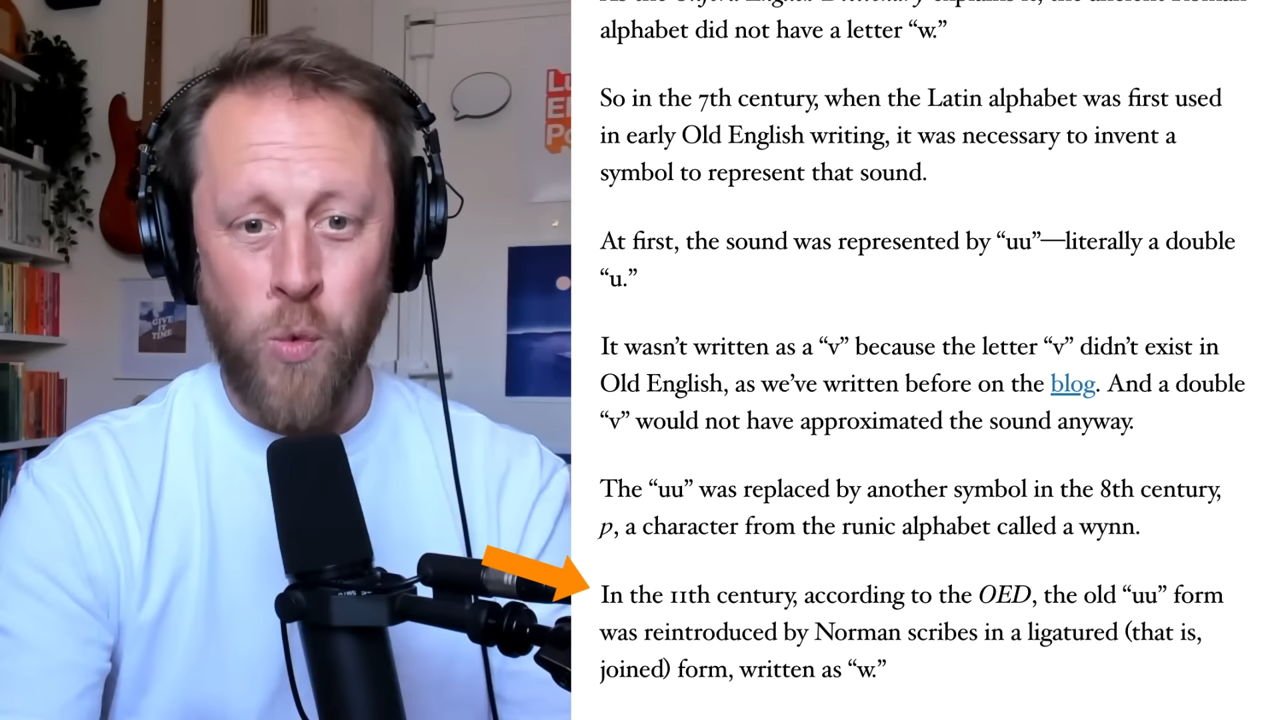 alphabet did not have a letter “w.”
So in the 7th century, when the Latin alphabet was first used
in early Old English writing, it was necessary to invent a
symbol to represent that sound.
At first, the sound was represented by “uu”—literally a double
“u.”
It wasn’t written as a “v” because the letter “v” didn’t exist in
Old English, as we’ve written before on the blog. And a double
“v” would not have approximated the sound anyway.
The “uu” was replaced by another symbol in the 8th century,
p, a character from the runic alphabet called a wynn.
In the 11th century, according to the OED, the old “uu” form
was reintroduced by Norman scribes in a ligatured (that is,
joined) form, written as “w.”
Lu
El
Po
GIVE
IT
TIME